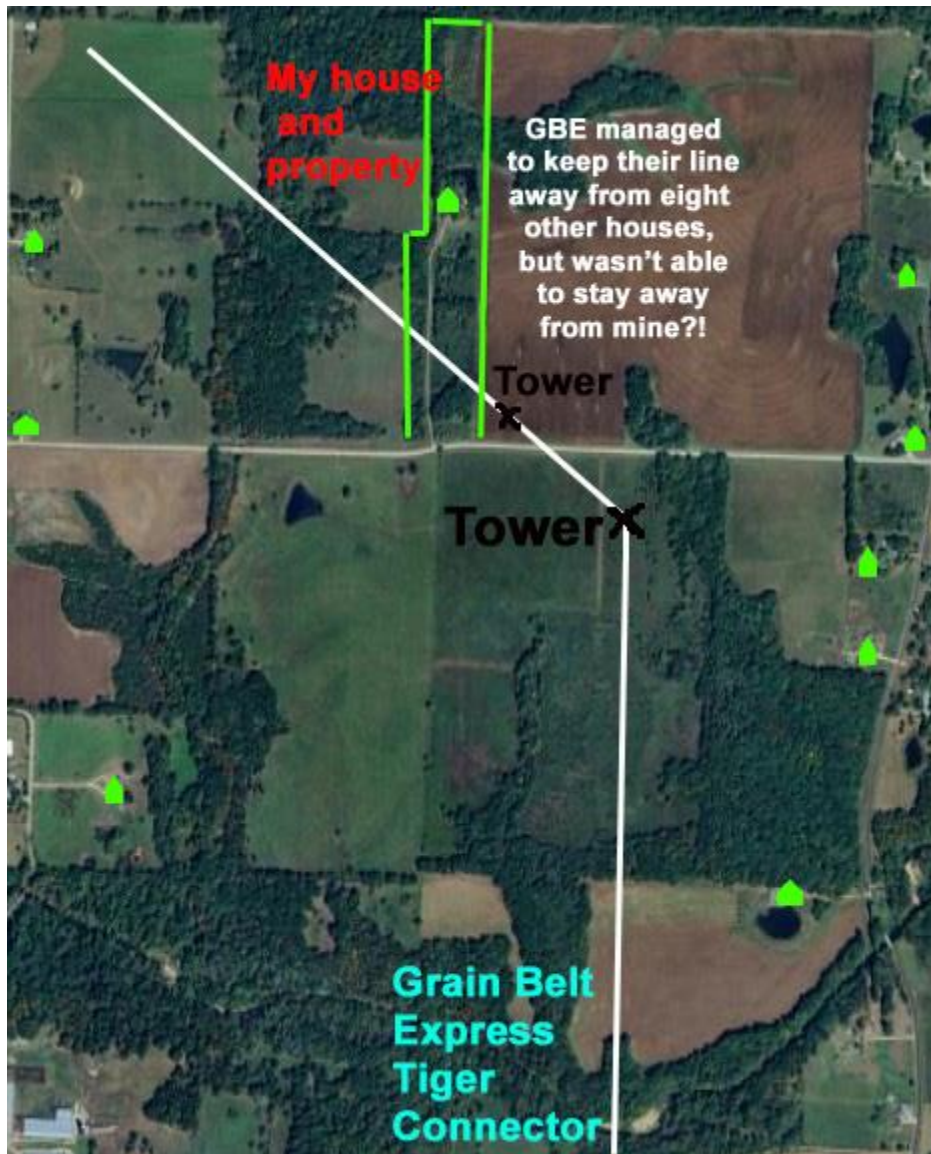 My house
and
property
GBE managed
to keep their line
away from eight
other houses,
but wasn't able
to stay away
from mine?!
Tower
Tower
Grain Belt
Express
Tiger
Connector